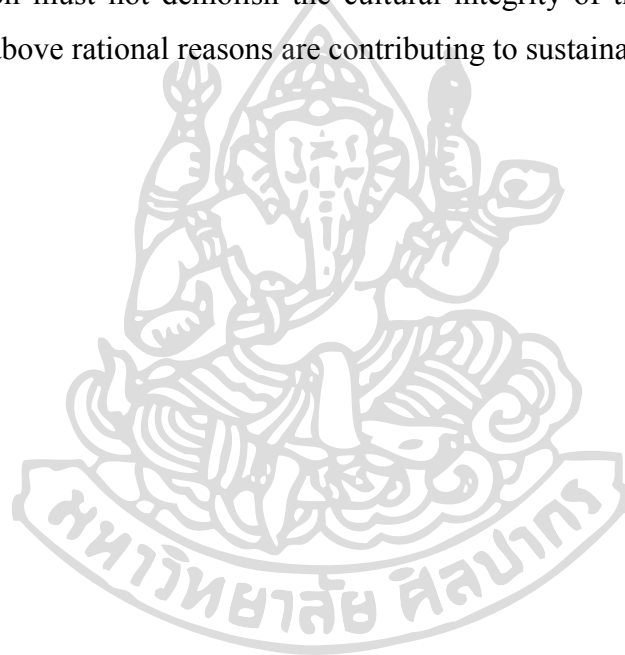 must not demolish the cultural integrity of
above rational reasons are contributing to
มหาวิทยาลัย ศิลปากร